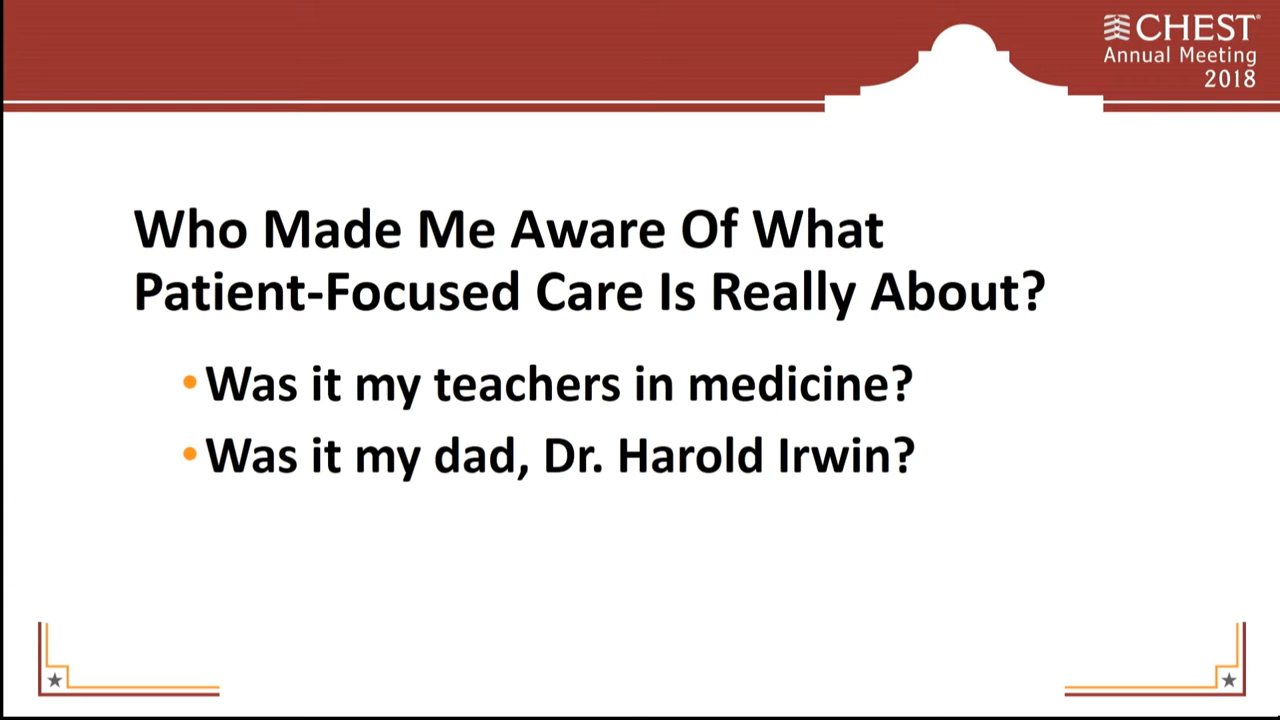 CHEST
Annual Meeting
2018
Who Made Me Aware Of What
Patient-Focused Care Is Really About?
•Was it my teachers in medicine?
•Was it my dad, Dr. Harold Irwin?